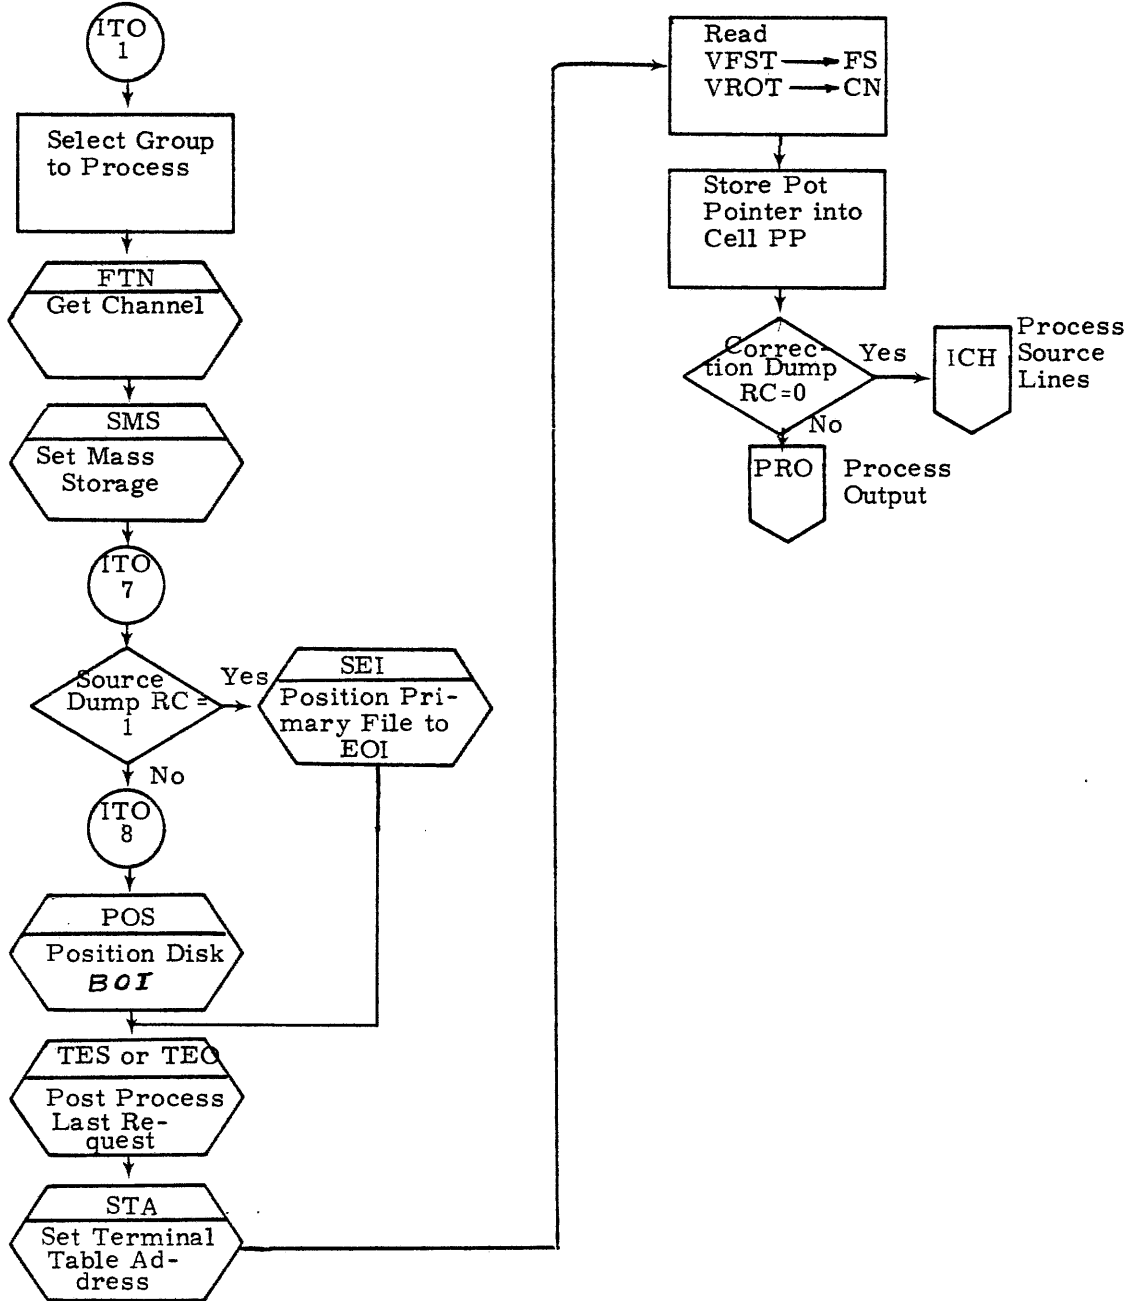 ITO
1
Select Group
to Process
FTN
Get Channel
SMS
Set Mass
Storage
ITO
7
Source
Dump RC =
1
Yes
No
SEI
Position Pri-
mary File to
EOI
ITO
8
POS
Position Disk
BOI
TES or TEO
Post Process
Last Re-
quest
STA
Set Terminal
Table Ad-
dress
Read
VFST FS
VROT CN
Store Pot
Pointer into
Cell PP
Correc-
tion Dump
RC=0
Yes
No
ICH
Process
Source
Lines
PRO
Process
Output